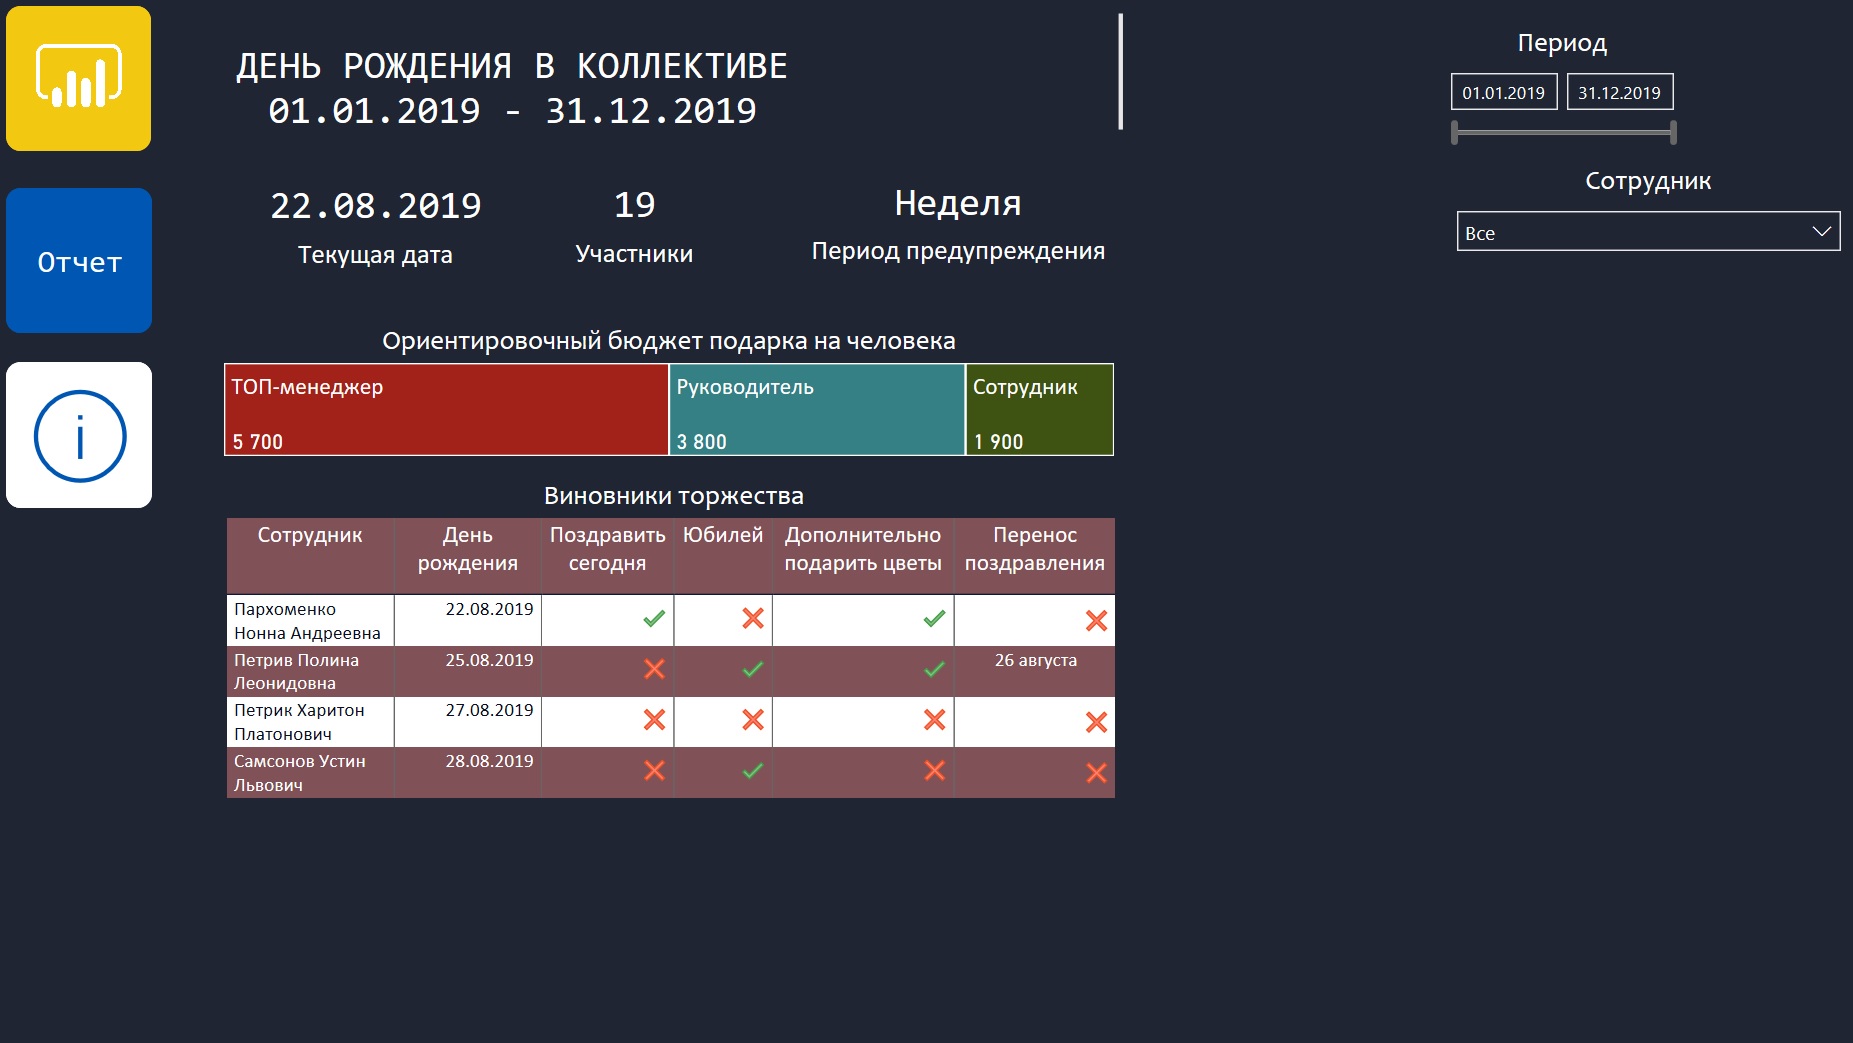 ДЕНЬ РОЖДЕНИЯ В КОЛЛЕКТИВЕ
01.01.2019 - 31.12.2019
Период
01.01.2019 31.12.2019
Сотрудник
Все
22.08.2019
Текущая дата
19
Участники
Неделя
Период предупреждения
Отчет
i
Ориентировочный бюджет подарка на человека
ТОП-менеджер
5 700
Руководитель
3 800
Сотрудник
1 900
Виновники торжества
Сотрудник
День
рождения
Поздравить
сегодня
Юбилей
Дополнительно
подарить цветы
Перенос
поздравления
Пархоменко
Нонна Андреевна
22.08.2019
Петрив Полина
Леонидовна
25.08.2019
26 августа
Петрик Харитон
Платонович
27.08.2019
Самсонов Устин
Львович
28.08.2019